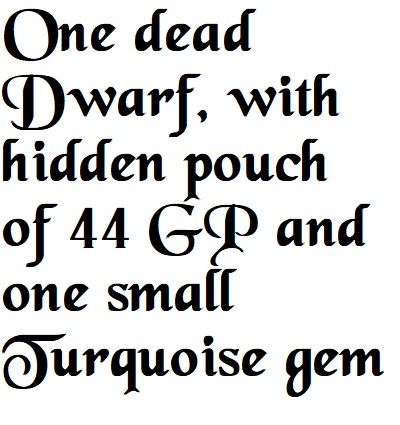 One dead
Dwarf, with
hidden pouch
of 44 GP and
one small
Turquoise gem